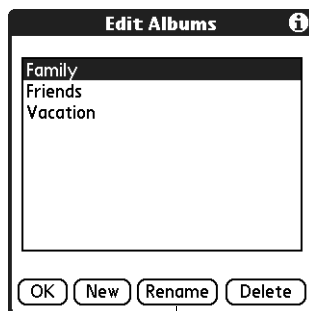 Edit Albums
Family
Friends
Vacation
OK New Rename Delete